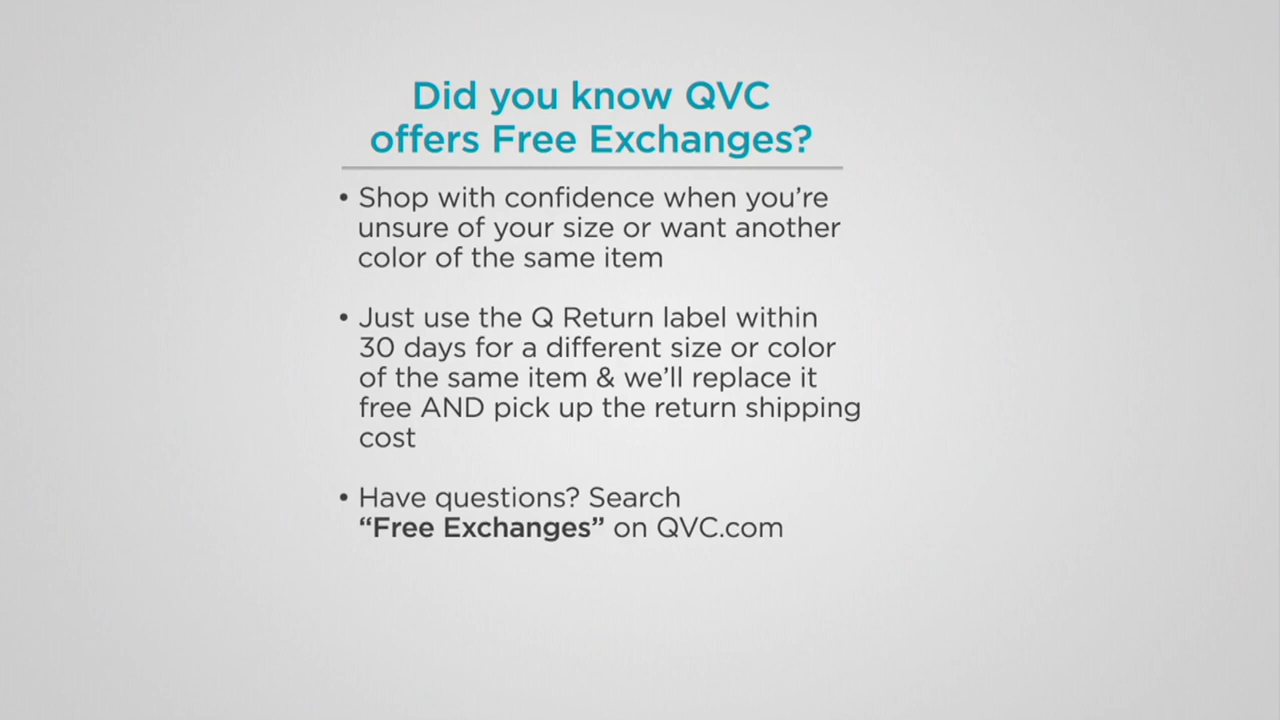 Did you know QVC
offers Free Exchanges?
• Shop with confidence when you’re
unsure of your size or want another
color of the same item
• Just use the Q Return label within
30 days for a different size or color
of the same item & we’ll replace it
free AND pick up the return shipping
cost
• Have questions? Search
“Free Exchanges” on QVC.com